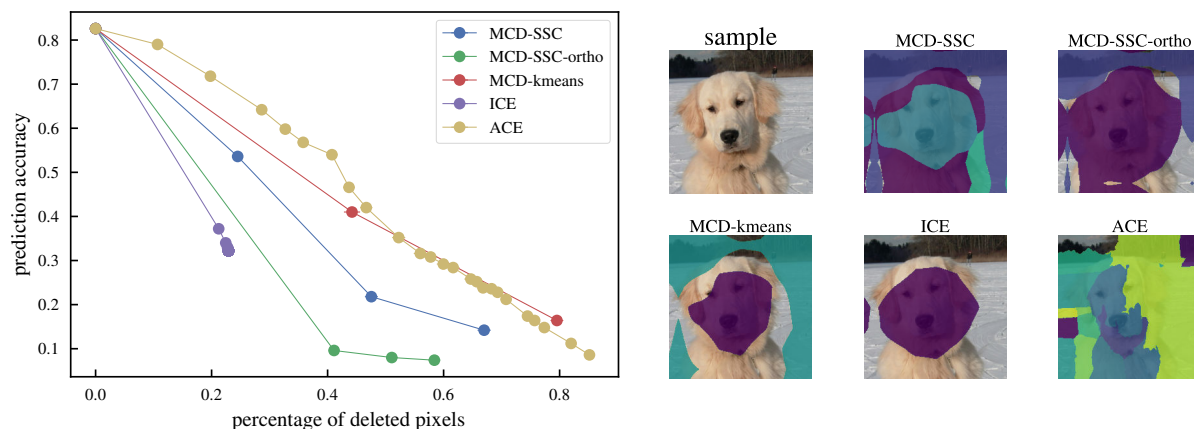 0.8
0.7
0.6
0.5
0.4
0.3
0.2
0.1
prediction accuracy
0.0
0.2
0.4
0.6
0.8
percentage of deleted pixels
MCD-SSC
MCD-SSC-ortho
MCD-kmeans
ICE
ACE
sample
MCD-SSC
MCD-SSC-ortho
MCD-kmeans
ICE
ACE